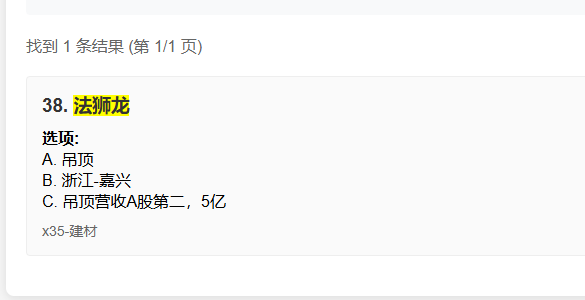 找到 1 条结果 (第 1/1 页)
38. 法狮龙
选项:
A. 吊顶
B. 浙江-嘉兴
C. 吊顶营收A股第二，5亿
x35-建材